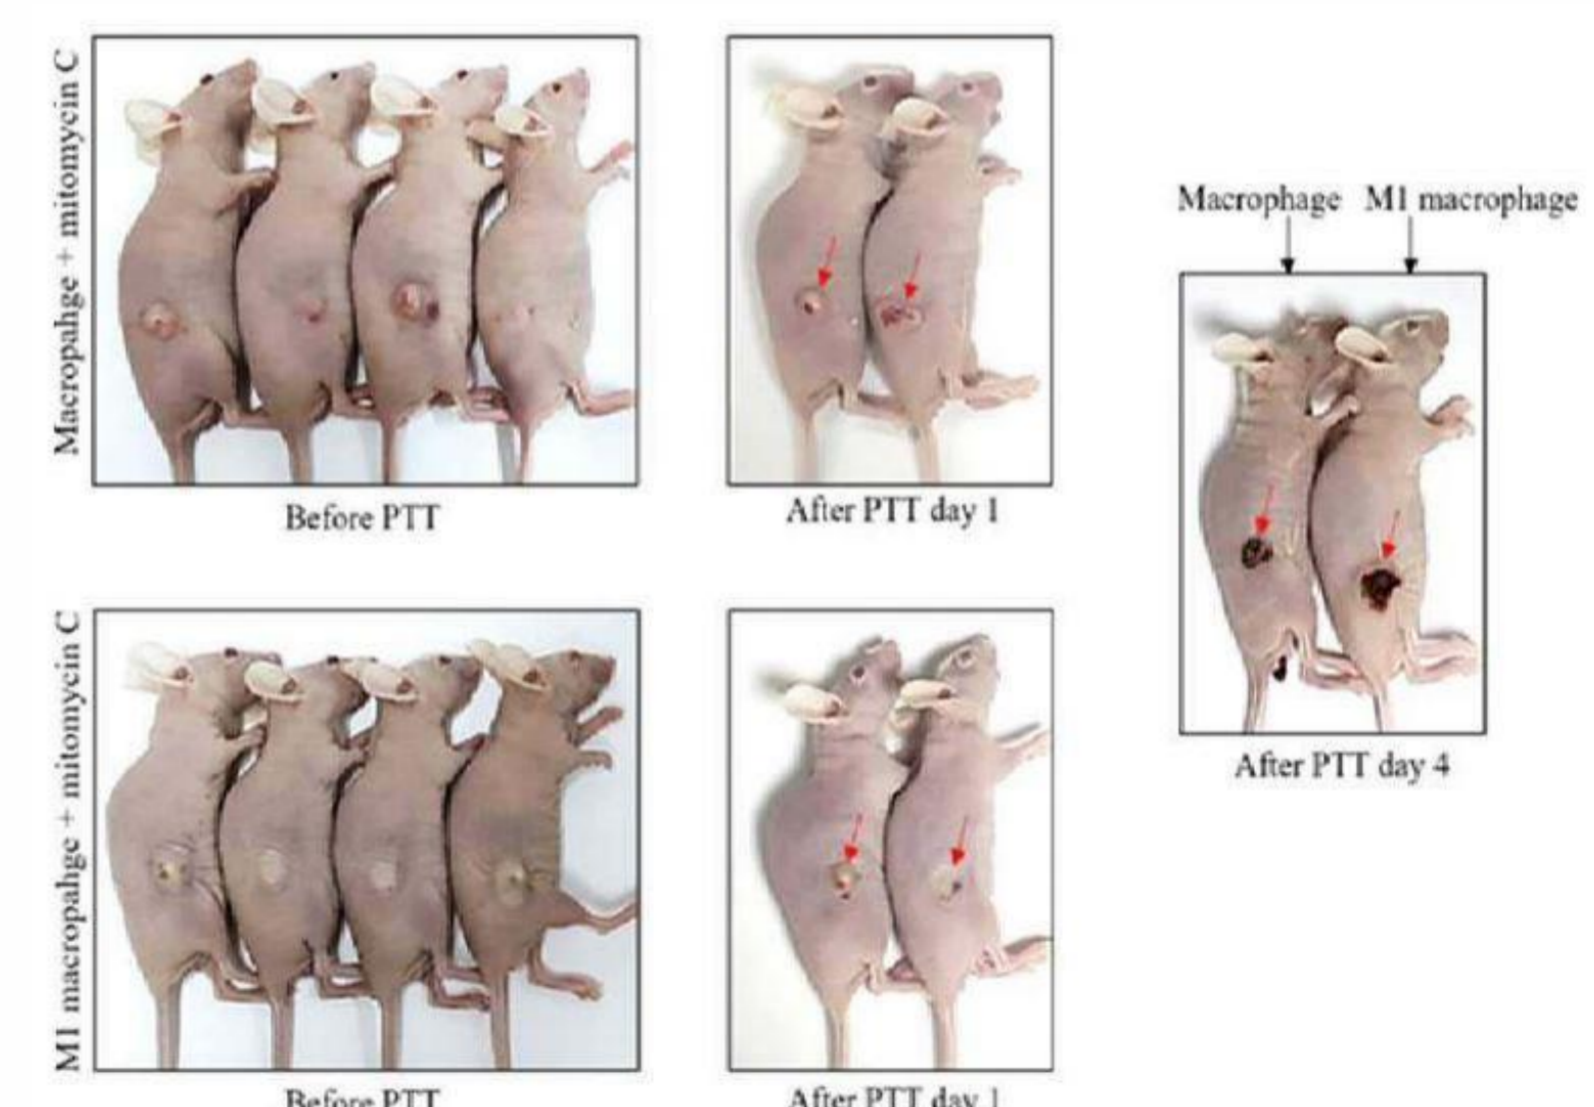 Macropahge + mitomycin C
Before PTT
After PTT day 1
Macrophage M1 macrophage
After PTT day 4
M1 macropahge + mitomycin C
Before PTT
After PTT day 1